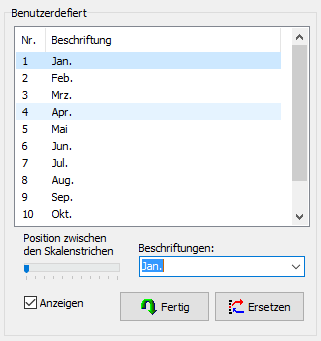 Benutzerdefiert
Nr. Beschriftung
1 Jan.
2 Feb.
3 Mrz.
4 Apr.
5 Mai
6 Jun.
7 Jul.
8 Aug.
9 Sep.
10 Okt.
Position zwischen
den Skalenstrichen
Beschriftungen:
Jan.
Anzeigen
Fertig
Ersetzen